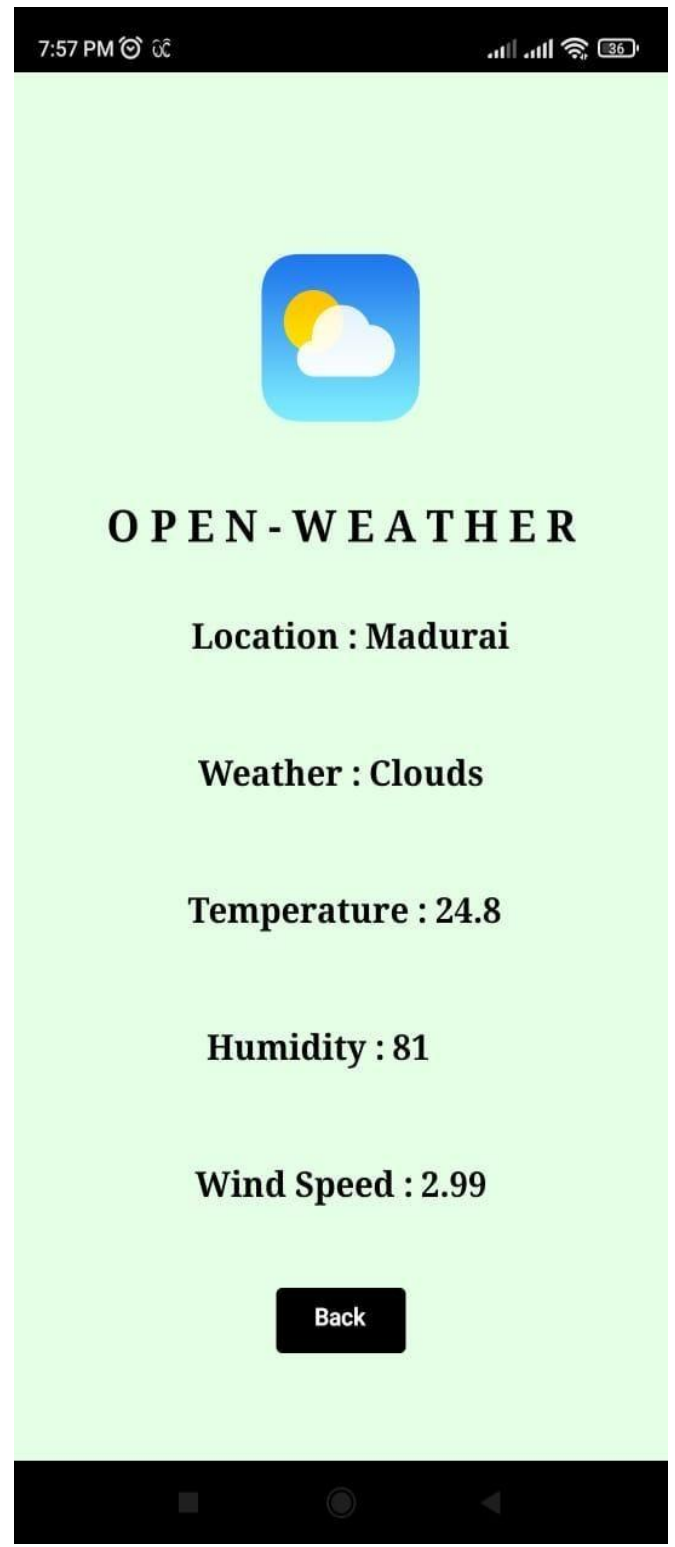 7:57 PM
36
OPEN-WEATHER
Location : Madurai
Weather : Clouds
Temperature : 24.8
Humidity : 81
Wind Speed : 2.99
Back